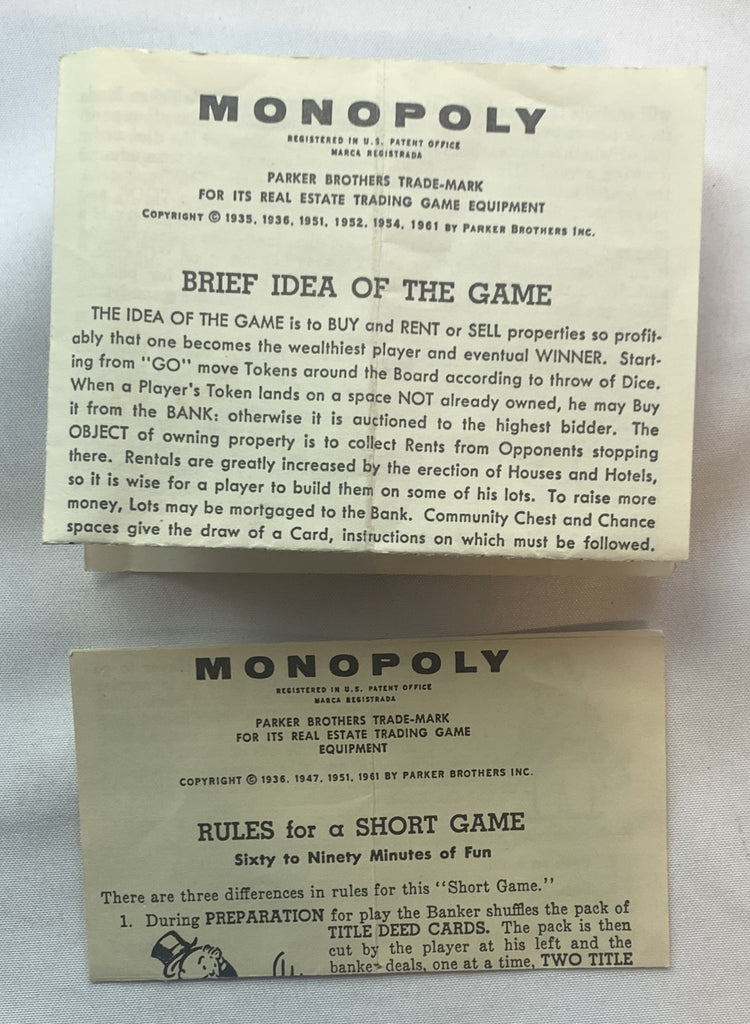 MONOPOLY
REGISTERED IN U.S. PATENT OFFICE
MARCA REGISTRADA
PARKER BROTHERS TRADE-MARK
FOR ITS REAL ESTATE TRADING GAME EQUIPMENT
COPYRIGHT © 1935, 1936, 1951, 1952, 1954, 1961 BY PARKER BROTHERS INC.
BRIEF IDEA OF THE GAME
THE IDEA OF THE GAME is to BUY and RENT or SELL properties so profit-
ably that one becomes the wealthiest player and eventual WINNER. Start-
ing from "GO" move Tokens around the Board according to throw of Dice.
When a Player's Token lands on a space NOT already owned, he may Buy
it from the BANK: otherwise it is auctioned to the highest bidder. The
OBJECT of owning property is to collect Rents from Opponents stopping
there. Rentals are greatly increased by the erection of Houses and Hotels,
so it is wise for a player to build them on some of his lots. To raise more
money, Lots may be mortgaged to the Bank. Community Chest and Chance
spaces give the draw of a Card, instructions on which must be followed.
MONOPOLY
REGISTERED IN U.S. PATENT OFFICE
MARCA REGISTRADA
PARKER BROTHERS TRADE-MARK
FOR ITS REAL ESTATE TRADING GAME
EQUIPMENT
COPYRIGHT © 1936, 1947, 1951, 1961 BY PARKER BROTHERS INC.
RULES for a SHORT GAME
Sixty to Ninety Minutes of Fun
There are three differences in rules for this "Short Game."
1. During PREPARATION for play the Banker shuffles the pack of
TITLE DEED CARDS. The pack is then
cut by the player at his left and the
banker deals, one at a time, TWO TITLE